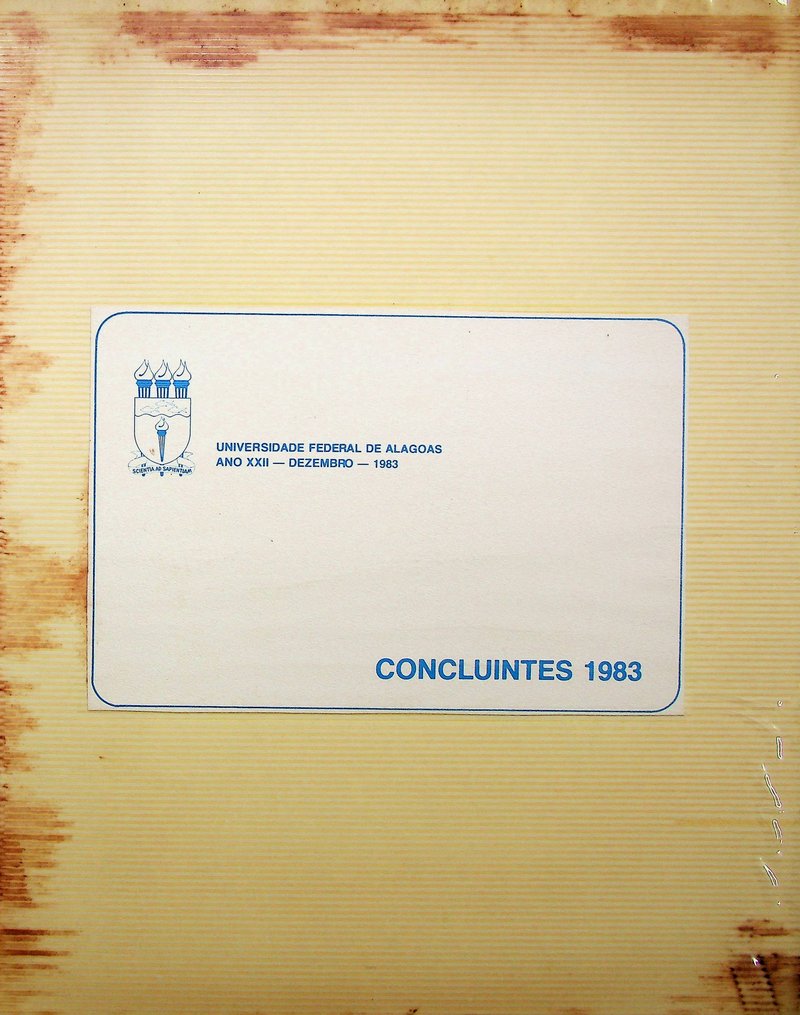 SCIENTIA AD SAPIENTIAM
UNIVERSIDADE FEDERAL DE ALAGOAS
ANO XXII — DEZEMBRO — 1983
CONCLUINTES 1983